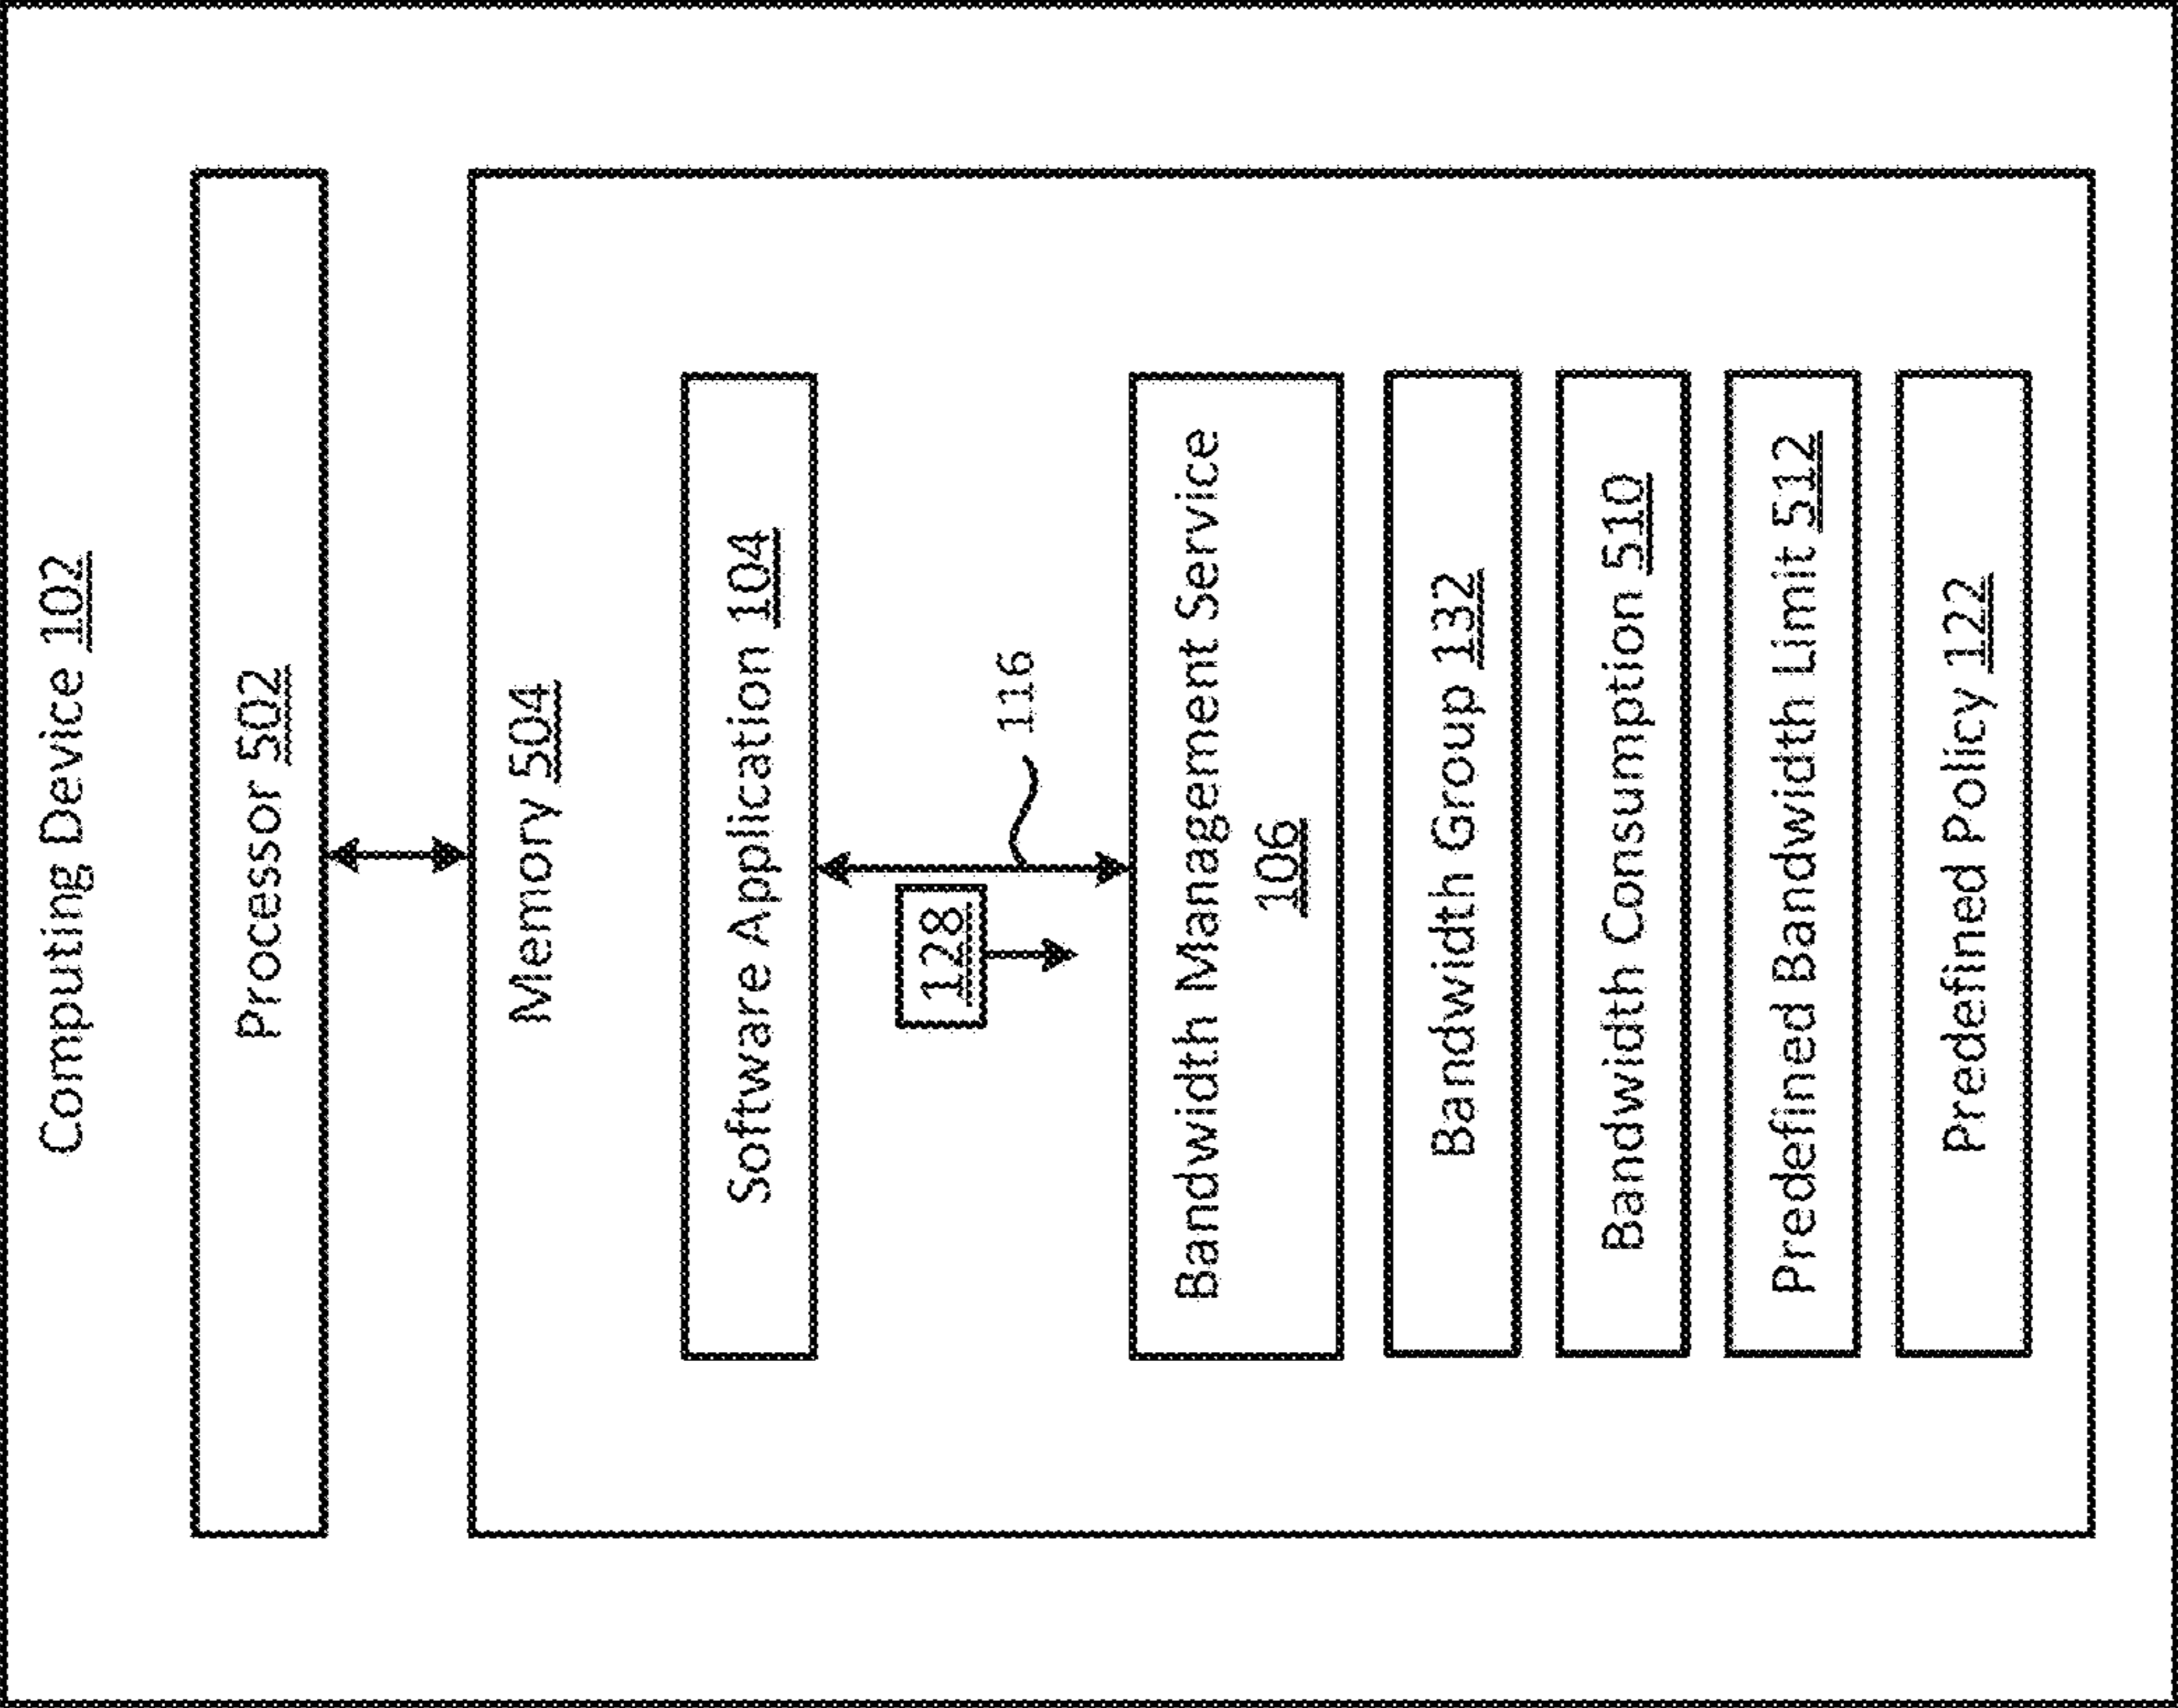 Computing Device 102
Processor 502
Memory 504
Software Application 104
128
116
Bandwidth Management Service
106
Bandwidth Group 132
Bandwidth Consumption 510
Predefined Bandwidth Limit 512
Predefined Policy 122